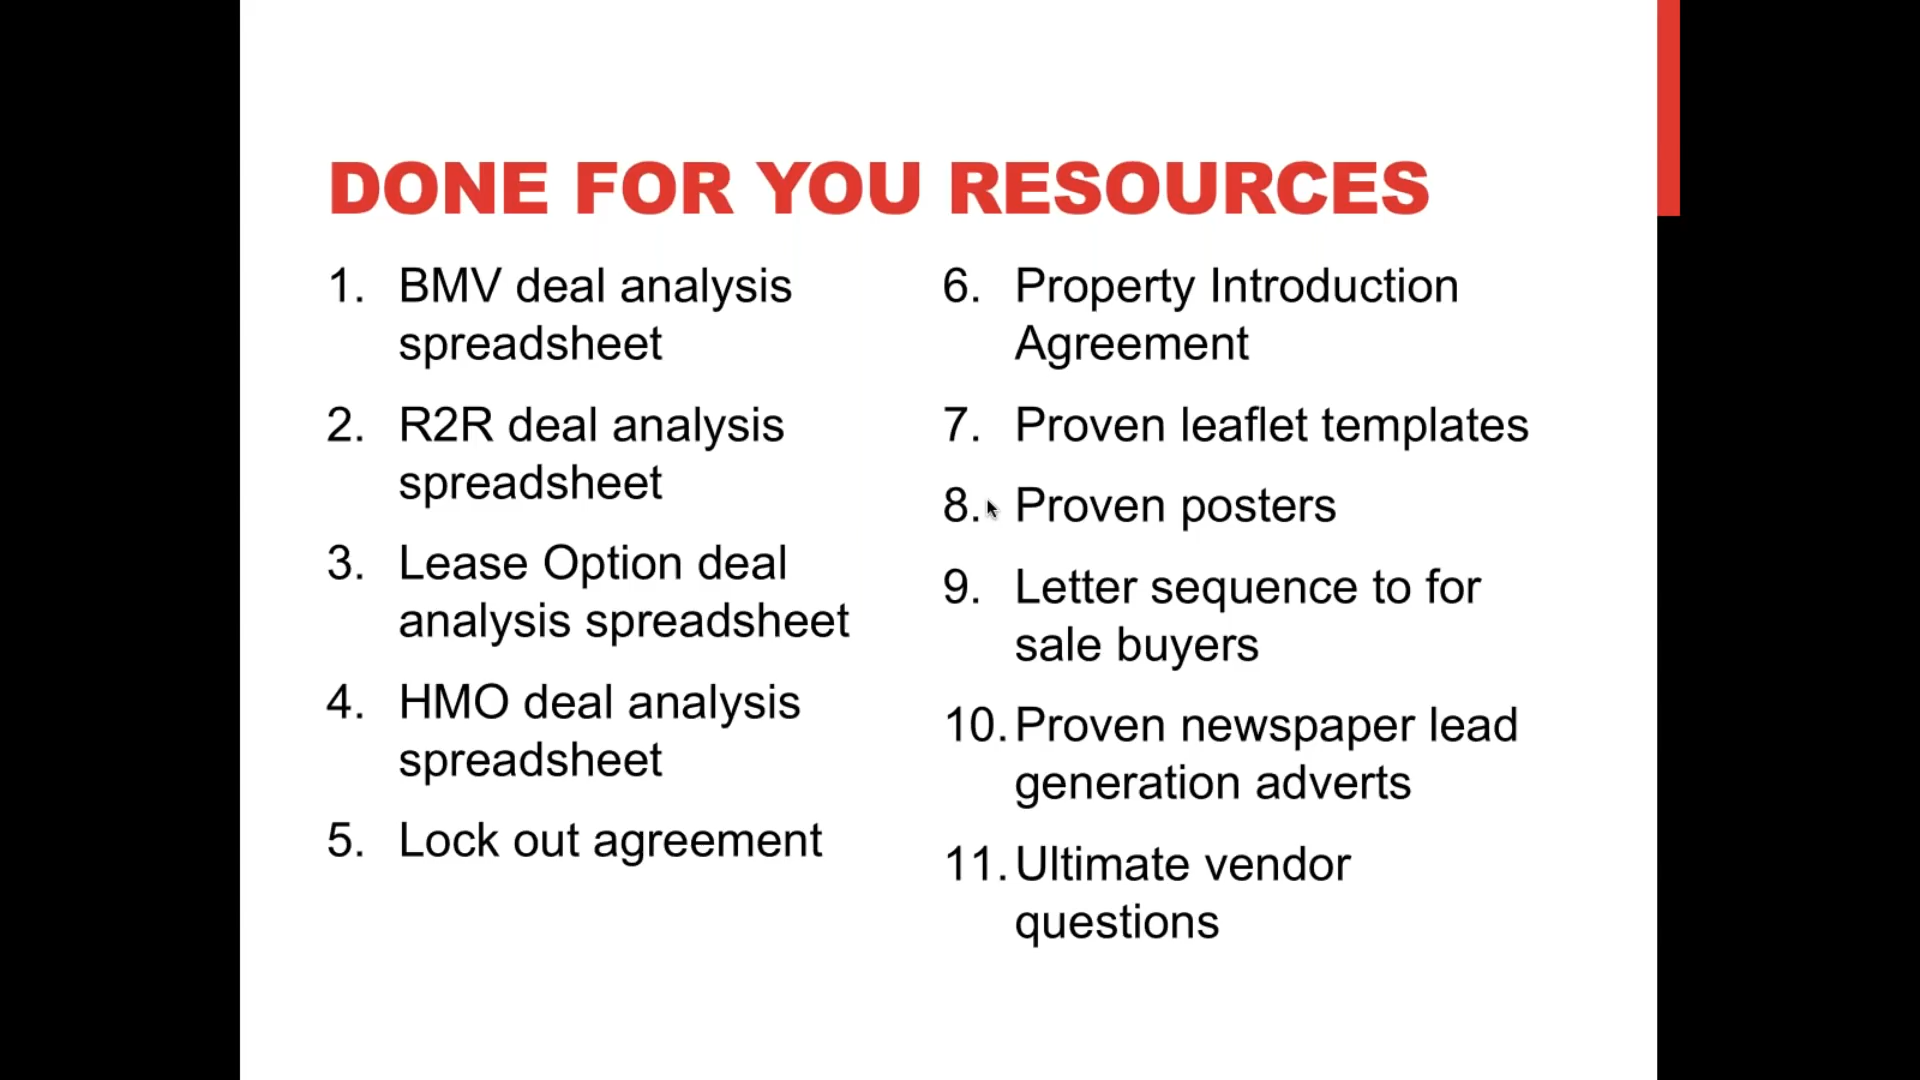 DONE FOR YOU RESOURCES
1. BMV deal analysis
spreadsheet
2. R2R deal analysis
spreadsheet
3. Lease Option deal
analysis spreadsheet
4. HMO deal analysis
spreadsheet
5. Lock out agreement
6. Property Introduction
Agreement
7. Proven leaflet templates
8. Proven posters
9. Letter sequence to for
sale buyers
10. Proven newspaper lead
generation adverts
11. Ultimate vendor
questions